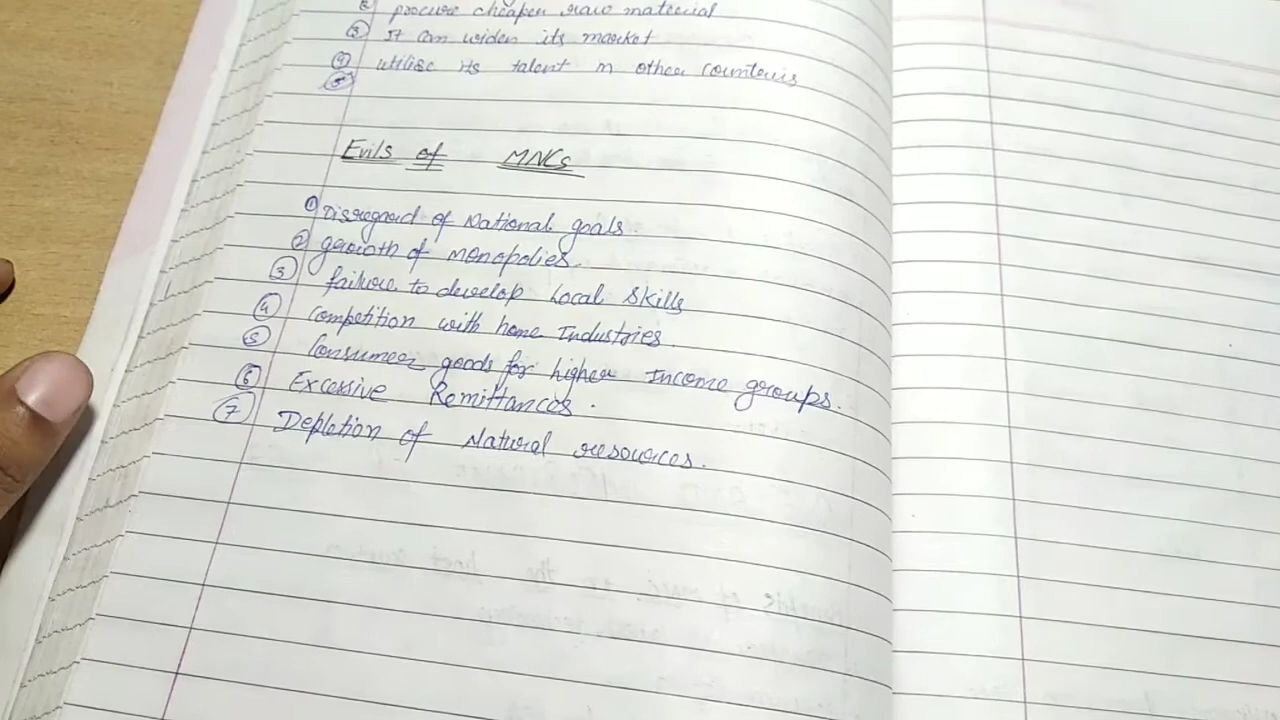 ② procure cheaper raw material
③ It can widen its market
④ utilise its talent in other Countries
⑤
Evils of MNCs
① Disregard of National goals
② growth of monopolies.
③ failure to develop Local Skills
④ Competition with home Industries.
⑤ Consumer goods for higher Income groups.
⑥ Excessive Remittances.
⑦ Depletion of Natural resources.